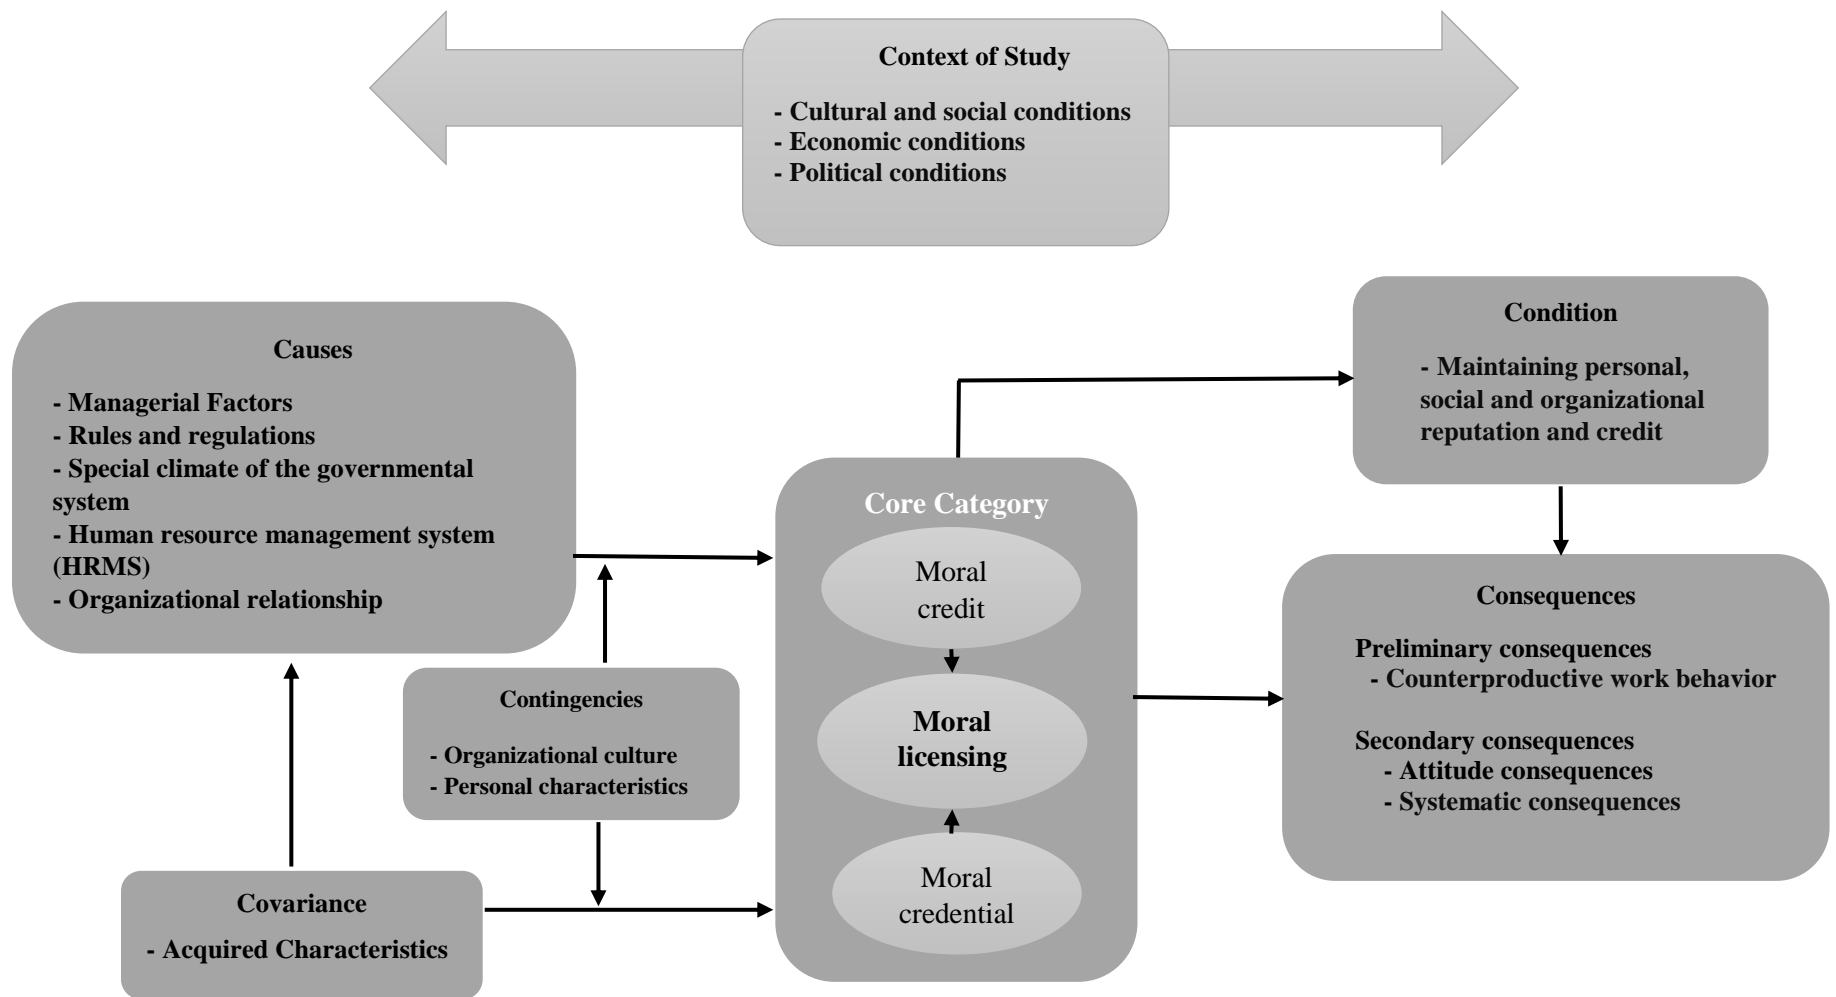 Context of Study
- Cultural and social conditions
- Economic conditions
- Political conditions
Causes
- Managerial Factors
- Rules and regulations
- Special climate of the governmental
system
- Human resource management system
(HRMS)
- Organizational relationship
Contingencies
- Organizational culture
- Personal characteristics
Covariance
- Acquired Characteristics
Core Category
Moral
credit
Moral
licensing
Moral
credential
Condition
- Maintaining personal,
social and organizational
reputation and credit
Consequences
Preliminary consequences
- Counterproductive work behavior
Secondary consequences
- Attitude consequences
- Systematic consequences